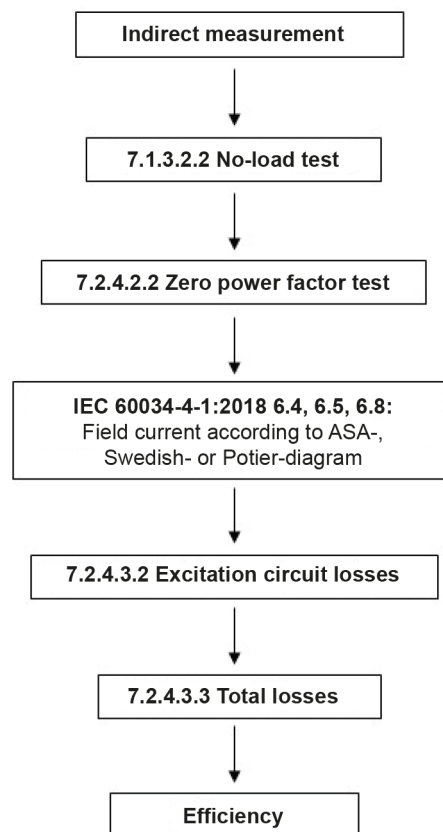 Indirect measurement
7.1.3.2.2 No-load test
7.2.4.2.2 Zero power factor test
IEC 60034-4-1:2018 6.4, 6.5, 6.8:
Field current according to ASA-,
Swedish- or Potier-diagram
7.2.4.3.2 Excitation circuit losses
7.2.4.3.3 Total losses
Efficiency